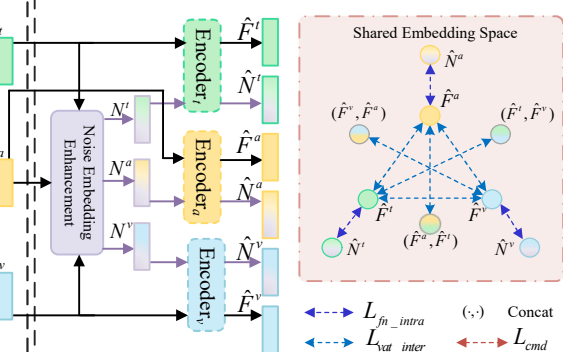 t
a
v
Noise Embedding
Enhancement
N^t
N^a
N^v
Encoder_t
Encoder_a
Encoder_v
F̂^t
N̂^t
F̂^a
N̂^a
N̂^v
F̂^v
Shared Embedding Space
N̂^a
F̂^a
(F̂^v, F̂^a)
(F̂^t, F̂^v)
F̂^t
F̂^v
(F̂^a, F̂^t)
N̂^t
N̂^v
L_fn_intra
(·,·) Concat
L_vat_inter
L_cmd